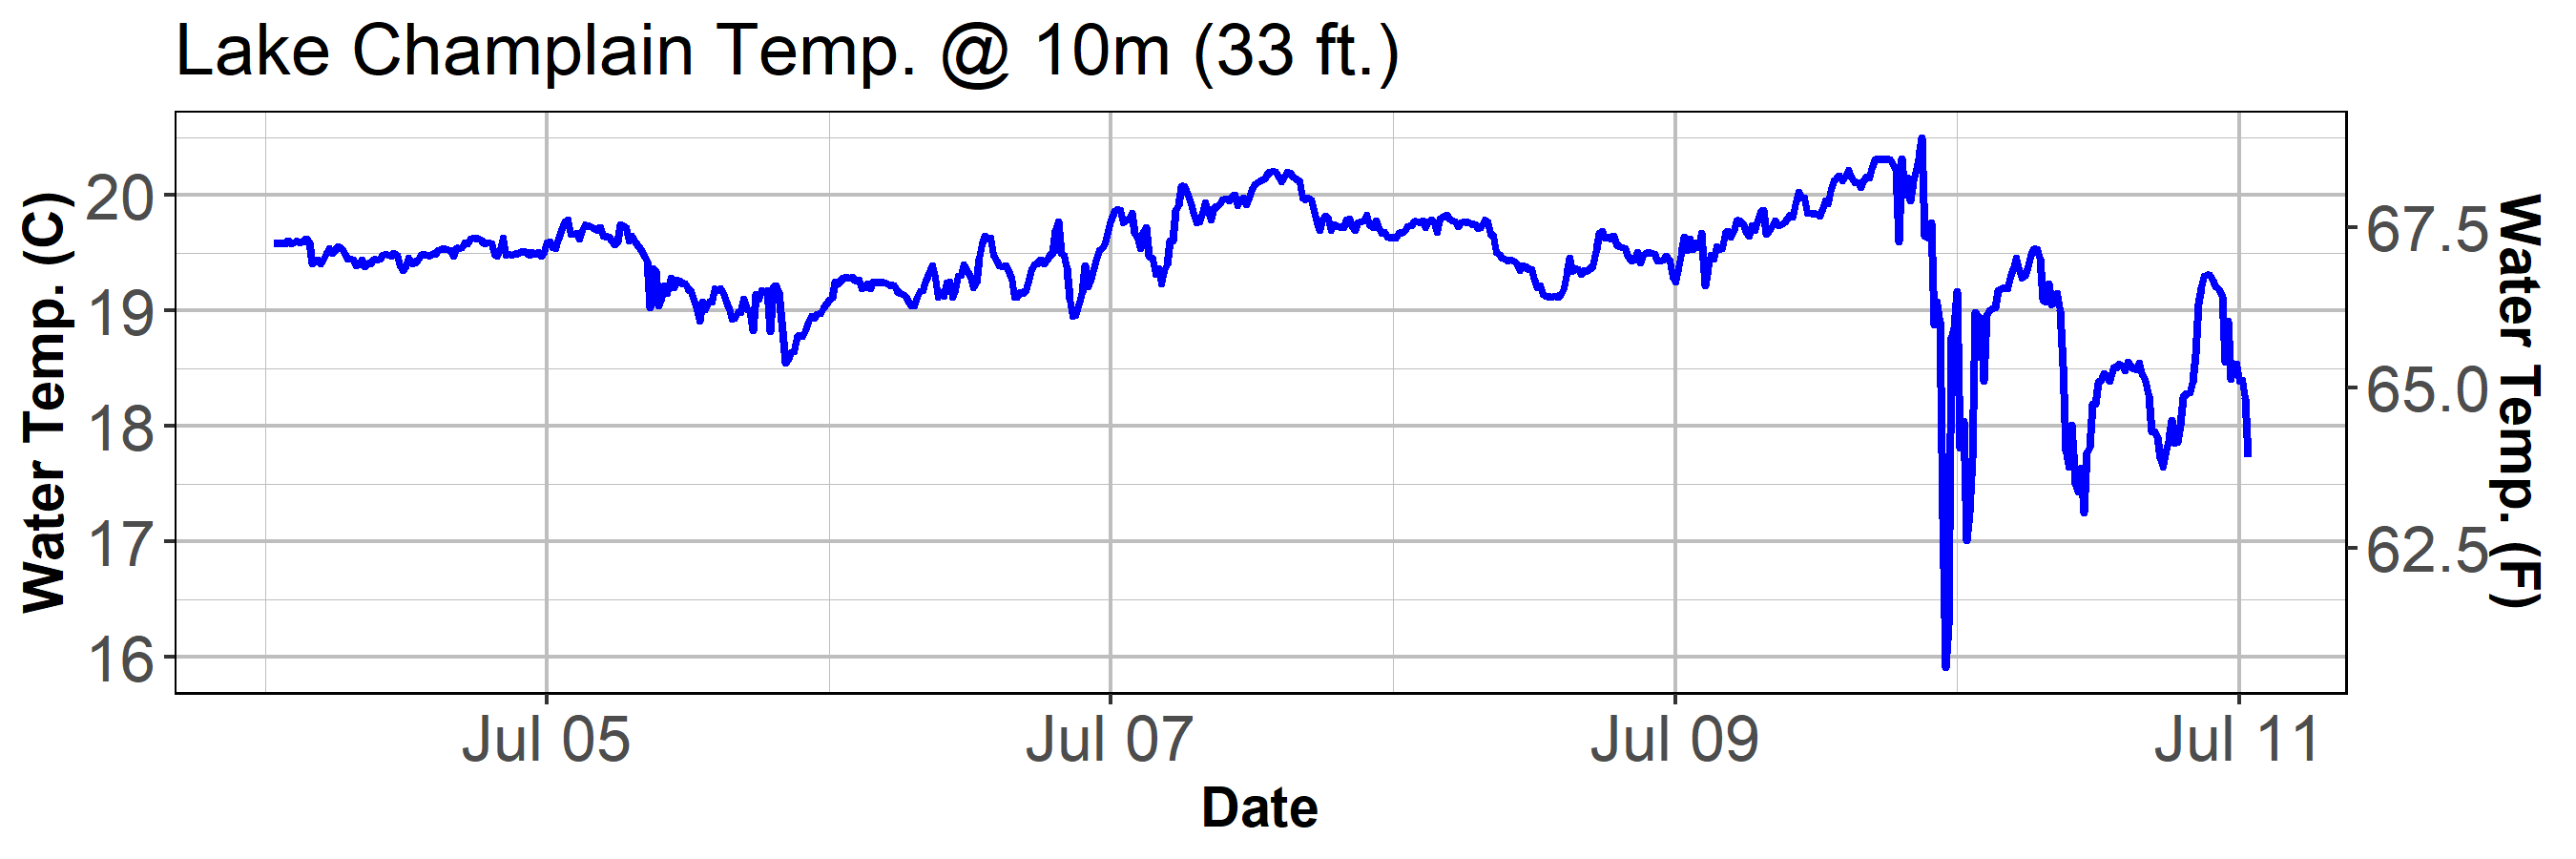 Lake Champlain Temp. @ 10m (33 ft.)
Water Temp. (C)
20
19
18
17
16
67.5
65.0
62.5
Water Temp. (F)
Jul 05
Jul 07
Jul 09
Jul 11
Date